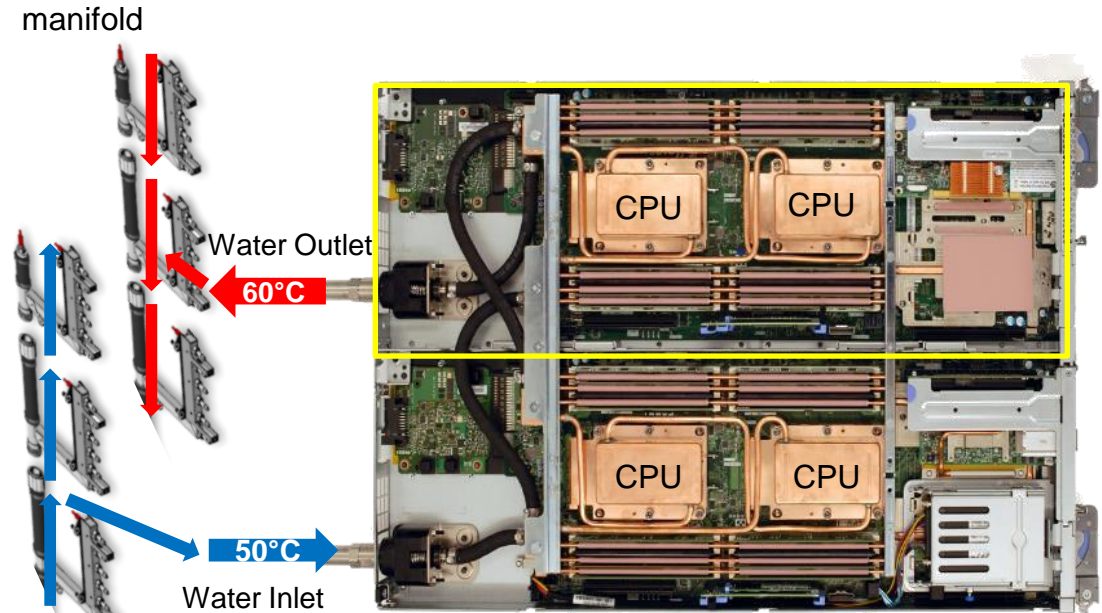 manifold
Water Outlet
60°C
CPU
CPU
CPU
CPU
50°C
Water Inlet